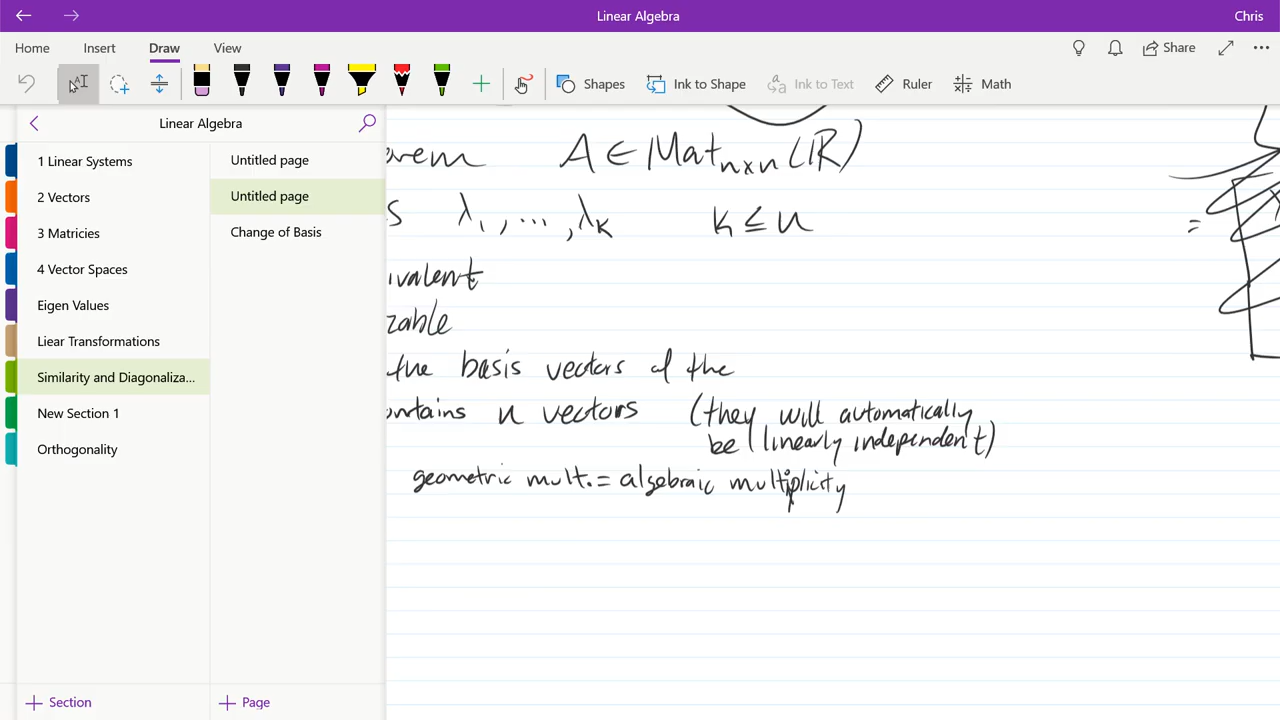 Linear Algebra
Chris
Home Insert Draw View
Share
Shapes Ink to Shape Ink to Text Ruler Math
Linear Algebra
1 Linear Systems
2 Vectors
3 Matricies
4 Vector Spaces
Eigen Values
Liear Transformations
Similarity and Diagonaliza...
New Section 1
Orthogonality
Section
Untitled page
Untitled page
Change of Basis
Page
orem A ∈ Mat_{n×n}(ℝ)
s λ₁, ..., λ_k k ≤ n
=
ivalent
zable
the basis vectors of the
ontains n vectors (they will automatically
be (linearly independent)
geometric mult. = algebraic multiplicity